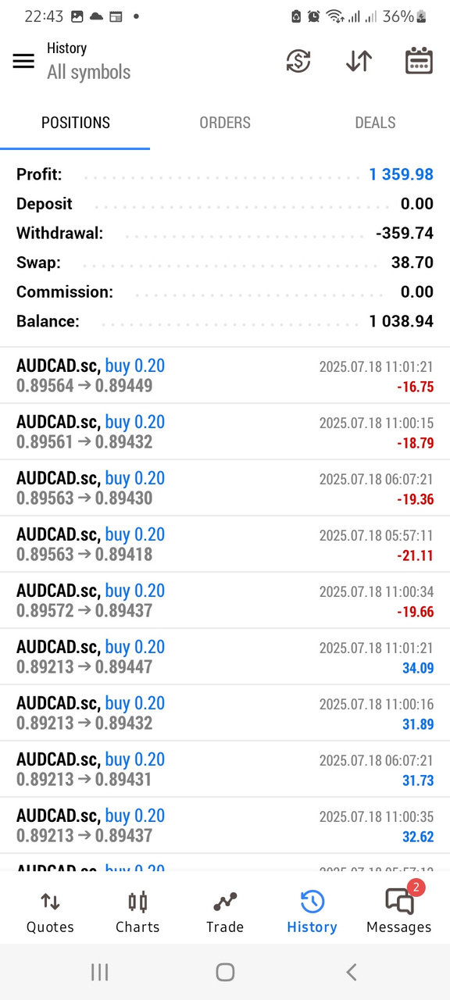 22:43
36%
History
All symbols
POSITIONS ORDERS DEALS
Profit: 1 359.98
Deposit 0.00
Withdrawal: -359.74
Swap: 38.70
Commission: 0.00
Balance: 1 038.94
AUDCAD.sc, buy 0.20 2025.07.18 11:01:21
0.89564 → 0.89449 -16.75
AUDCAD.sc, buy 0.20 2025.07.18 11:00:15
0.89561 → 0.89432 -18.79
AUDCAD.sc, buy 0.20 2025.07.18 06:07:21
0.89563 → 0.89430 -19.36
AUDCAD.sc, buy 0.20 2025.07.18 05:57:11
0.89563 → 0.89418 -21.11
AUDCAD.sc, buy 0.20 2025.07.18 11:00:34
0.89572 → 0.89437 -19.66
AUDCAD.sc, buy 0.20 2025.07.18 11:01:21
0.89213 → 0.89447 34.09
AUDCAD.sc, buy 0.20 2025.07.18 11:00:16
0.89213 → 0.89432 31.89
AUDCAD.sc, buy 0.20 2025.07.18 06:07:21
0.89213 → 0.89431 31.73
AUDCAD.sc, buy 0.20 2025.07.18 11:00:35
0.89213 → 0.89437 32.62
AUDCAD.sc, buy 0.20
2
Quotes Charts Trade History Messages